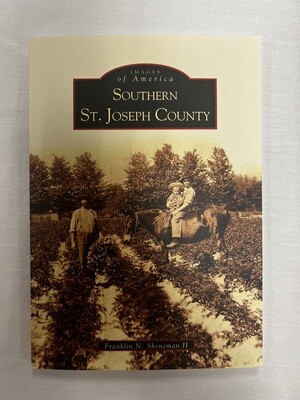 IMAGES
of America
SOUTHERN
ST. JOSEPH COUNTY
Franklin N. Sheneman II